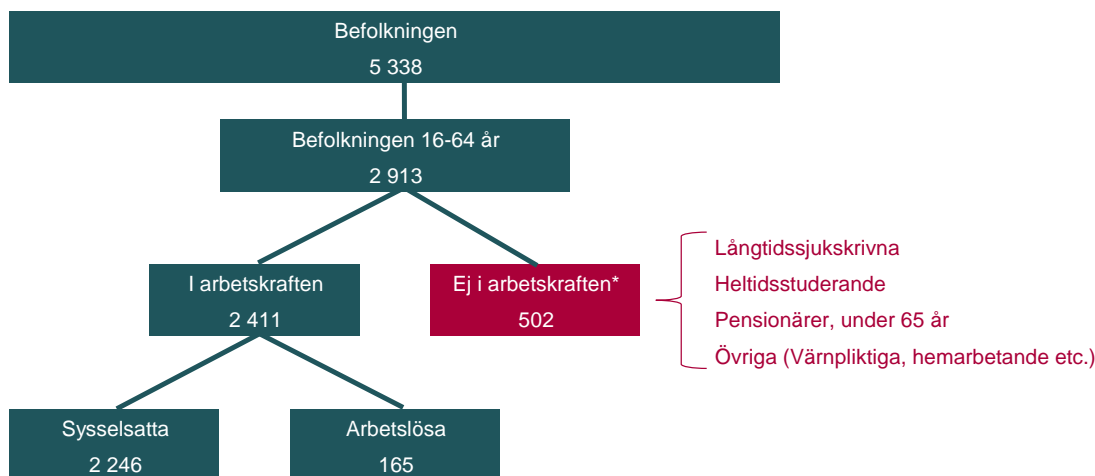 Befolkningen
5 338
Befolkningen 16-64 år
2 913
I arbetskraften
2 411
Ej i arbetskraften*
502
Långtidssjukskrivna
Heltidsstuderande
Pensionärer, under 65 år
Övriga (Värnpliktiga, hemarbetande etc.)
Sysselsatta
2 246
Arbetslösa
165